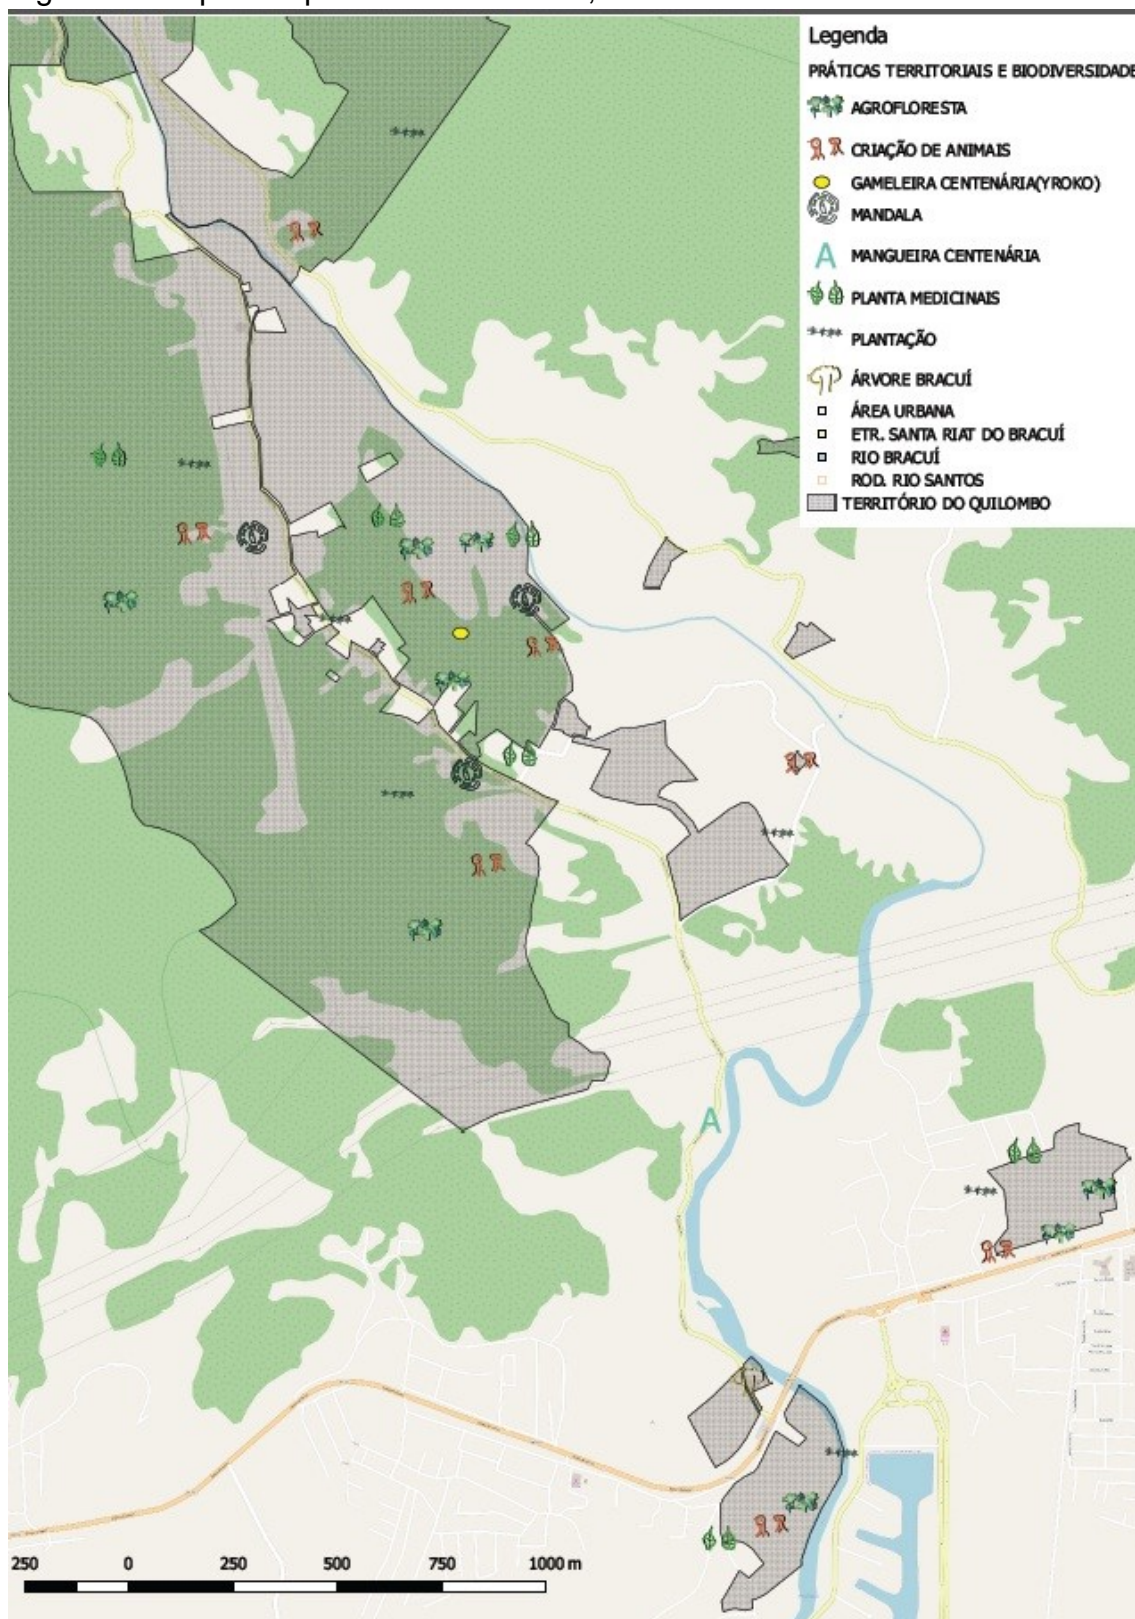 Legenda
PRÁTICAS TERRITORIAIS E BIODIVERSIDADE
AGROFLORESTA
CRIAÇÃO DE ANIMAIS
GAMELEIRA CENTENÁRIA(YROKO)
MANDALA
A MANGUEIRA CENTENÁRIA
PLANTA MEDICINAIS
PLANTAÇÃO
ÁRVORE BRACUÍ
ÁREA URBANA
ETR. SANTA RIAT DO BRACUÍ
RIO BRACUÍ
ROD. RIO SANTOS
TERRITÓRIO DO QUILOMBO
A
250 0 250 500 750 1000 m